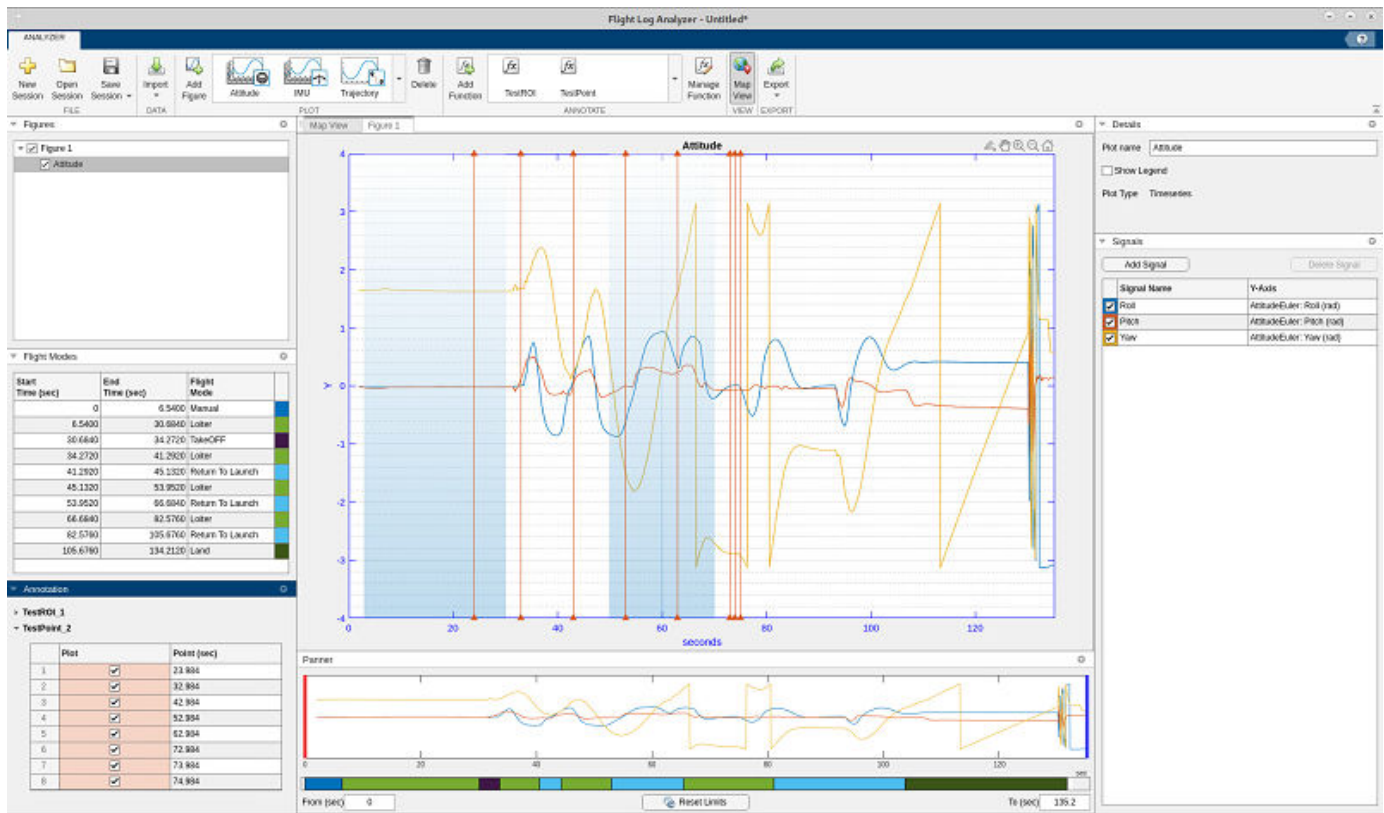 Flight Log Analyzer - Untitled*
ANALYZER
New Session
Open Session
Save Session
Import
Add Figure
Attitude
IMU
Trajectory
Delete
Add Function
TestROI
TestPoint
Manage Function
Map View
Export
FILE
DATA
PLOT
ANNOTATE
VIEW
EXPORT
Figures
Figure 1
Attitude
Flight Modes
Start Time (sec) End Time (sec) Flight Mode
0 6.5400 Manual
6.5400 30.6840 Loiter
30.6840 34.2720 TakeOFF
34.2720 41.2920 Loiter
41.2920 45.1320 Return To Launch
45.1320 53.9520 Loiter
53.9520 66.6840 Return To Launch
66.6840 82.5760 Loiter
82.5760 105.6760 Return To Launch
105.6760 134.2120 Land
Annotation
TestROI_1
TestPoint_2
Plot Point (sec)
1 23.984
2 32.984
3 42.984
4 52.984
5 62.984
6 72.984
7 73.984
8 74.984
Map View Figure 1
Attitude
4
3
2
1
0
-1
-2
-3
-4
Y
0 20 40 60 80 100 120
seconds
Panner
0 20 40 60 80 100 120
sec
From (sec) 0
Reset Limits
To (sec) 135.2
Details
Plot name Attitude
Show Legend
Plot Type Timeseries
Signals
Add Signal
Delete Signal
Signal Name Y-Axis
Roll AttitudeEuler: Roll (rad)
Pitch AttitudeEuler: Pitch (rad)
Yaw AttitudeEuler: Yaw (rad)